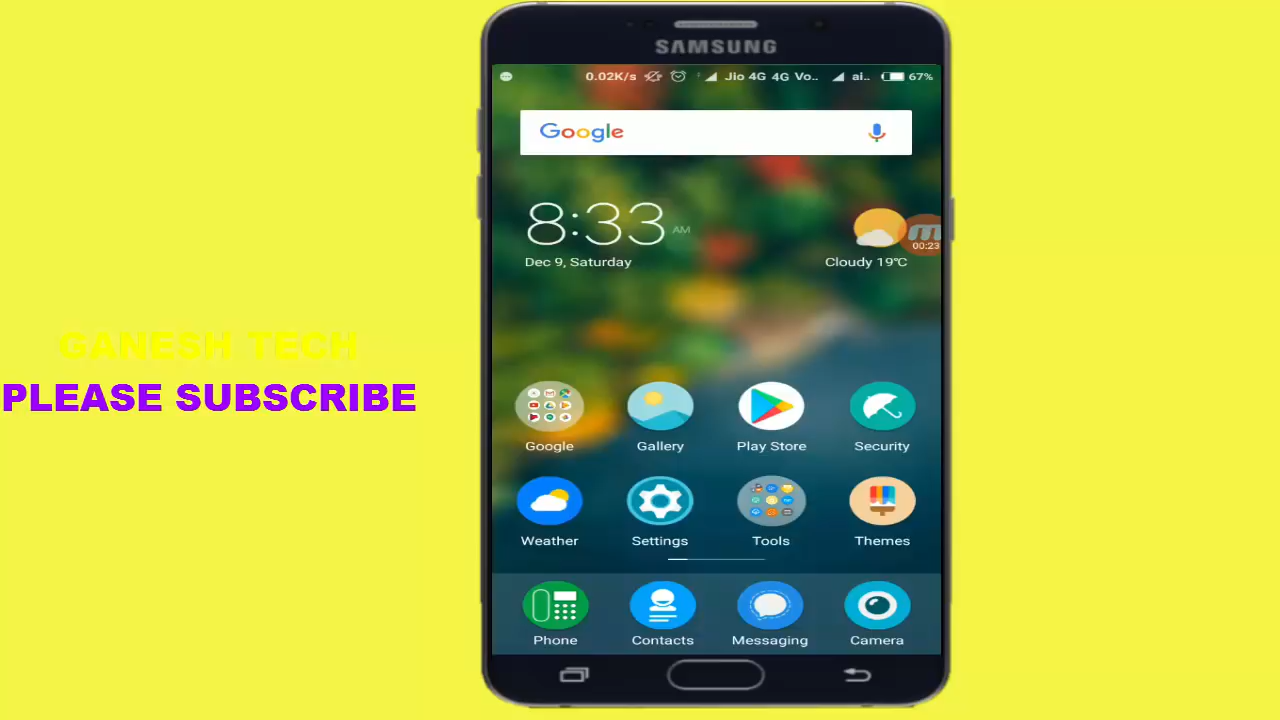 SAMSUNG
0.02K/s Jio 4G 4G Vo.. ai.. 67%
Google
8:33 AM
00:23
Dec 9, Saturday
Cloudy 19℃
GANESH TECH
PLEASE SUBSCRIBE
Google Gallery Play Store Security
Weather Settings Tools Themes
Phone Contacts Messaging Camera